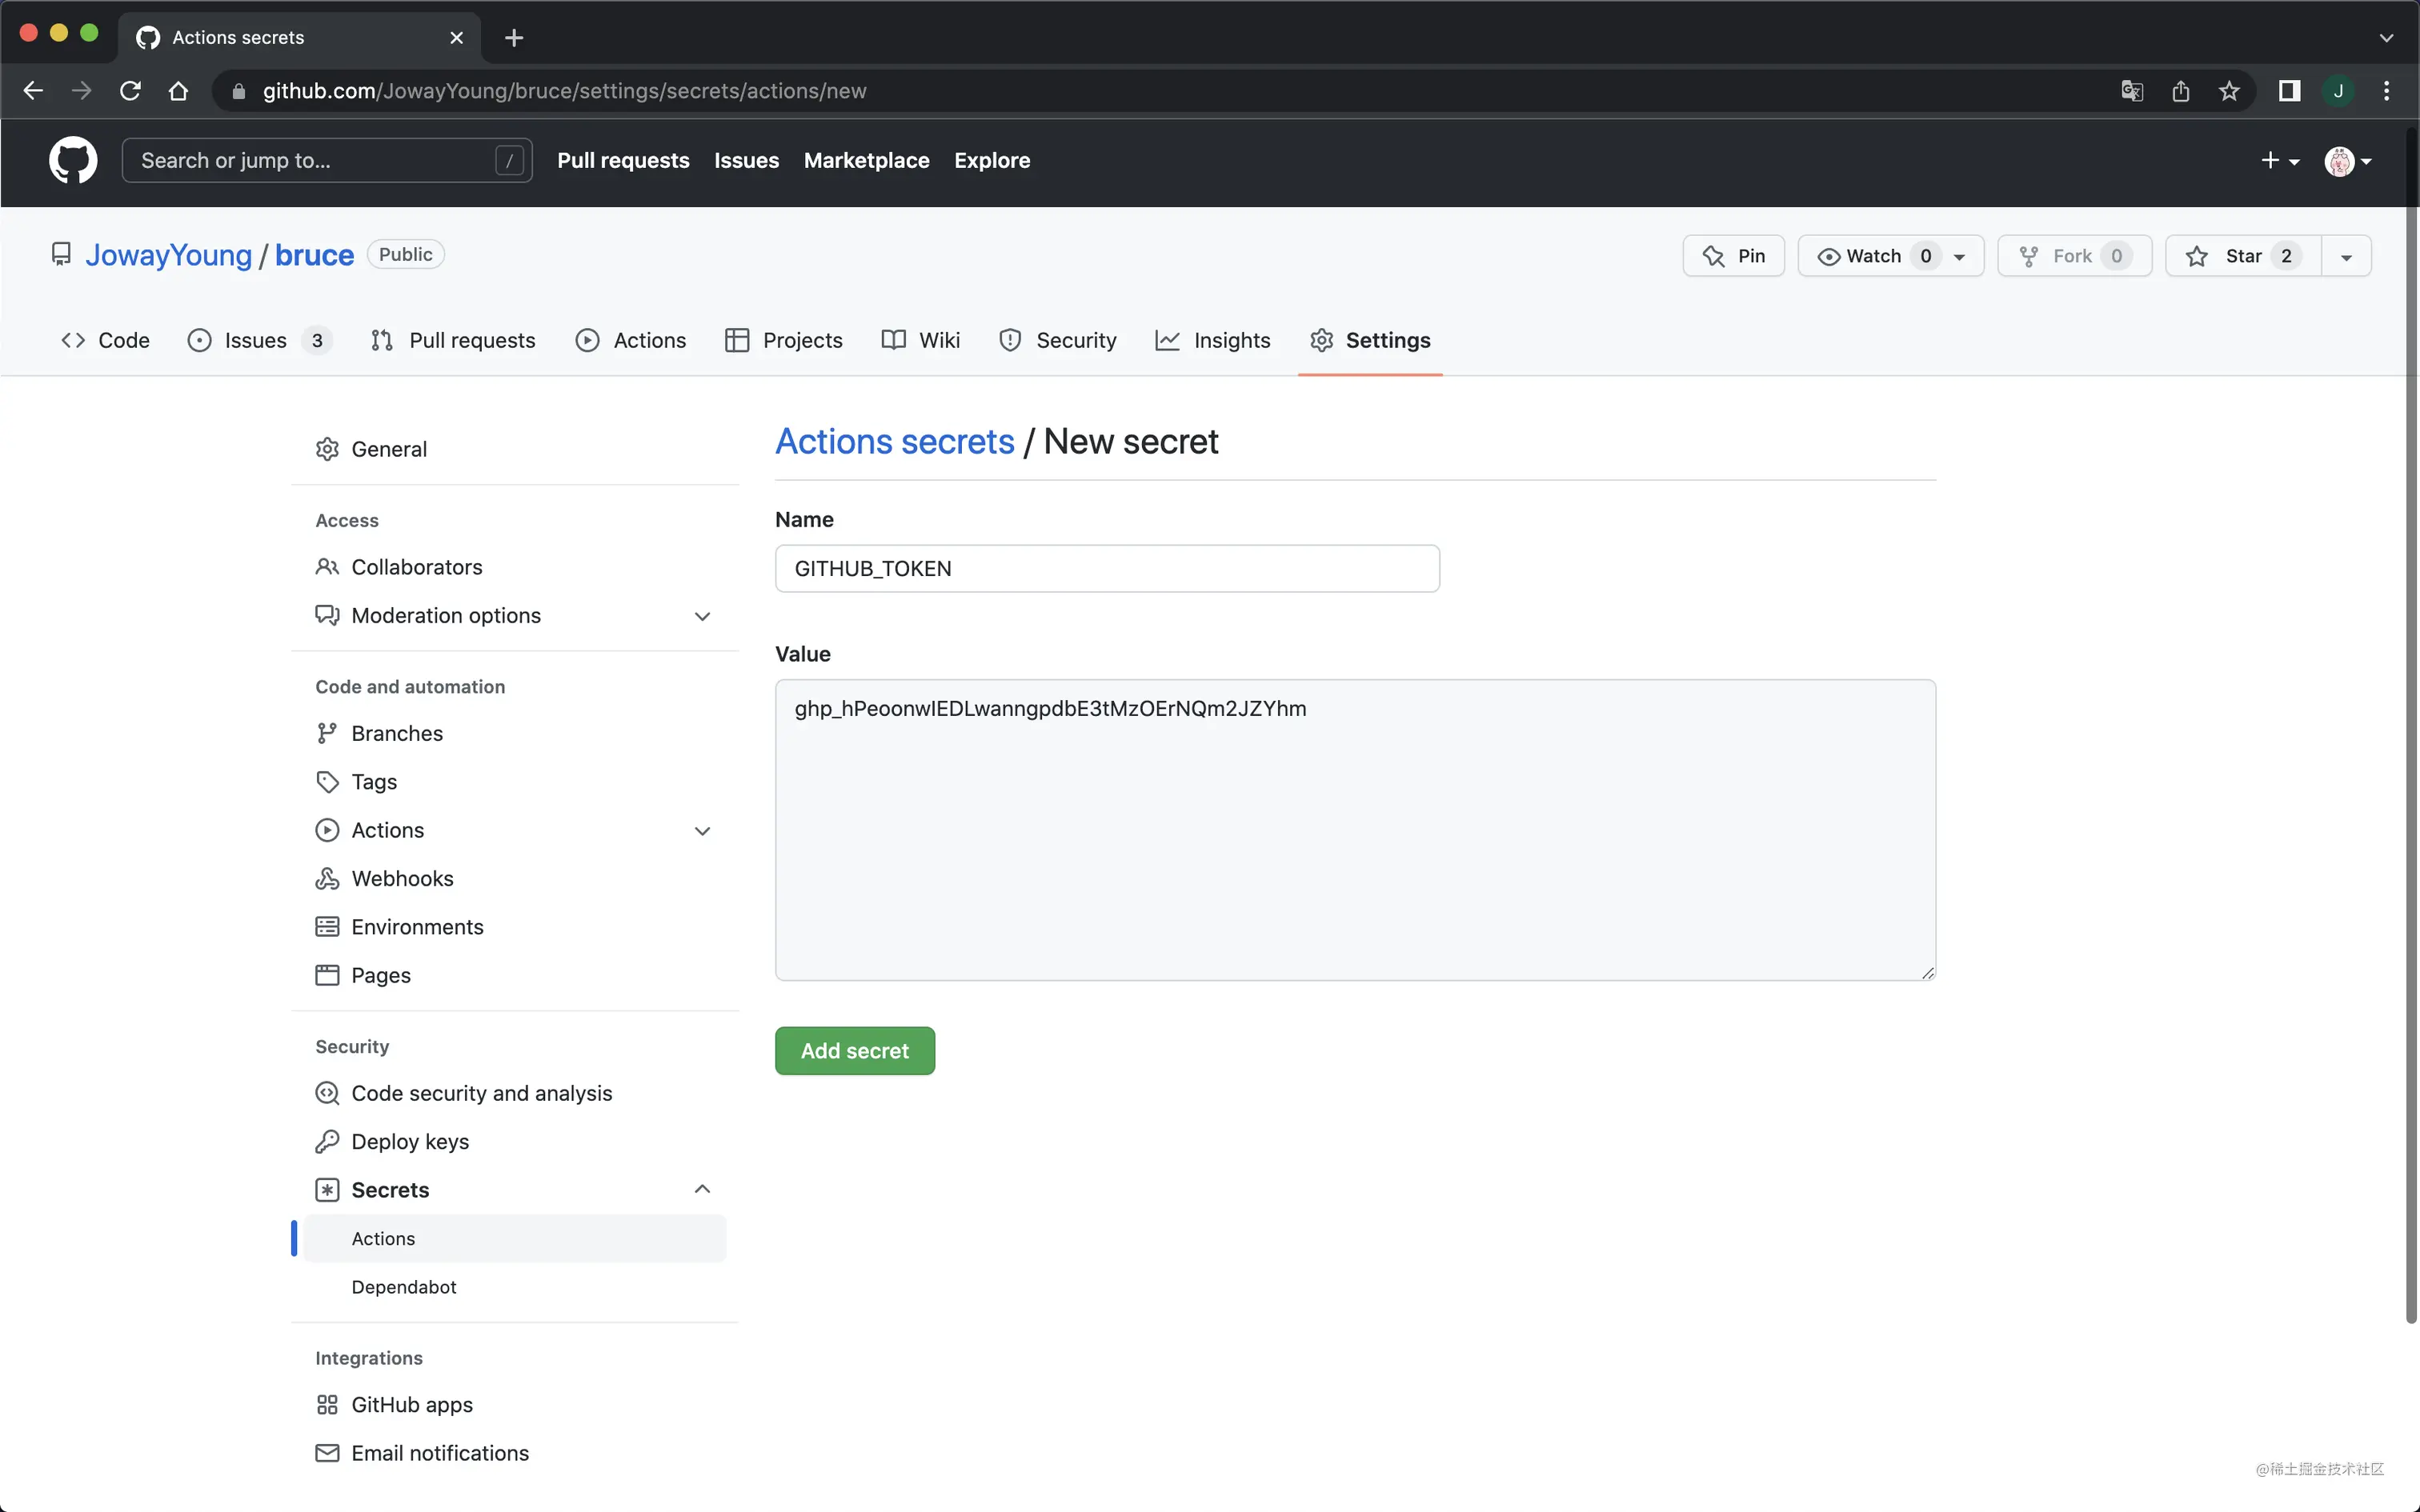 Actions secrets
github.com/JowayYoung/bruce/settings/secrets/actions/new
J
Search or jump to...
/
Pull requests
Issues
Marketplace
Explore
JowayYoung / bruce
Public
Pin
Watch 0
Fork 0
Star 2
Code
Issues 3
Pull requests
Actions
Projects
Wiki
Security
Insights
Settings
General
Access
Collaborators
Moderation options
Code and automation
Branches
Tags
Actions
Webhooks
Environments
Pages
Security
Code security and analysis
Deploy keys
Secrets
Actions
Dependabot
Integrations
GitHub apps
Email notifications
Actions secrets / New secret
Name
GITHUB_TOKEN
Value
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
Add secret
@稀土掘金技术社区